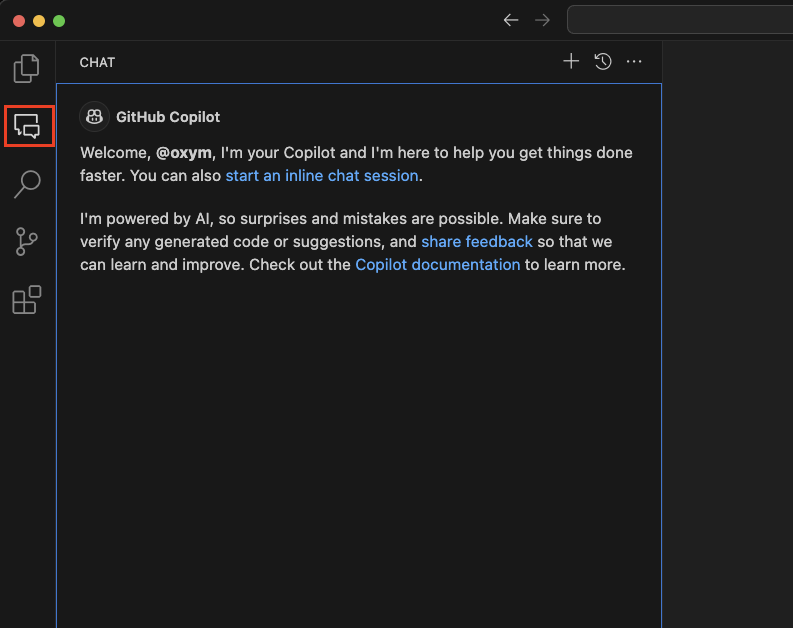 CHAT
GitHub Copilot
Welcome, @oxym, I'm your Copilot and I'm here to help you get things done
faster. You can also start an inline chat session.
I'm powered by AI, so surprises and mistakes are possible. Make sure to
verify any generated code or suggestions, and share feedback so that we
can learn and improve. Check out the Copilot documentation to learn more.